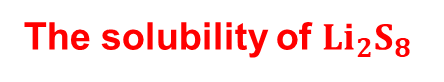 The solubility of Li₂S₈